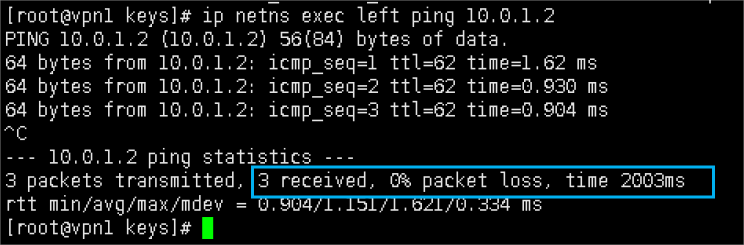 [root@vpn1 keys]# ip netns exec left ping 10.0.1.2
PING 10.0.1.2 (10.0.1.2) 56(84) bytes of data.
64 bytes from 10.0.1.2: icmp_seq=1 ttl=62 time=1.62 ms
64 bytes from 10.0.1.2: icmp_seq=2 ttl=62 time=0.930 ms
64 bytes from 10.0.1.2: icmp_seq=3 ttl=62 time=0.904 ms
^C
--- 10.0.1.2 ping statistics ---
3 packets transmitted, 3 received, 0% packet loss, time 2003ms
rtt min/avg/max/mdev = 0.904/1.151/1.621/0.334 ms
[root@vpn1 keys]#